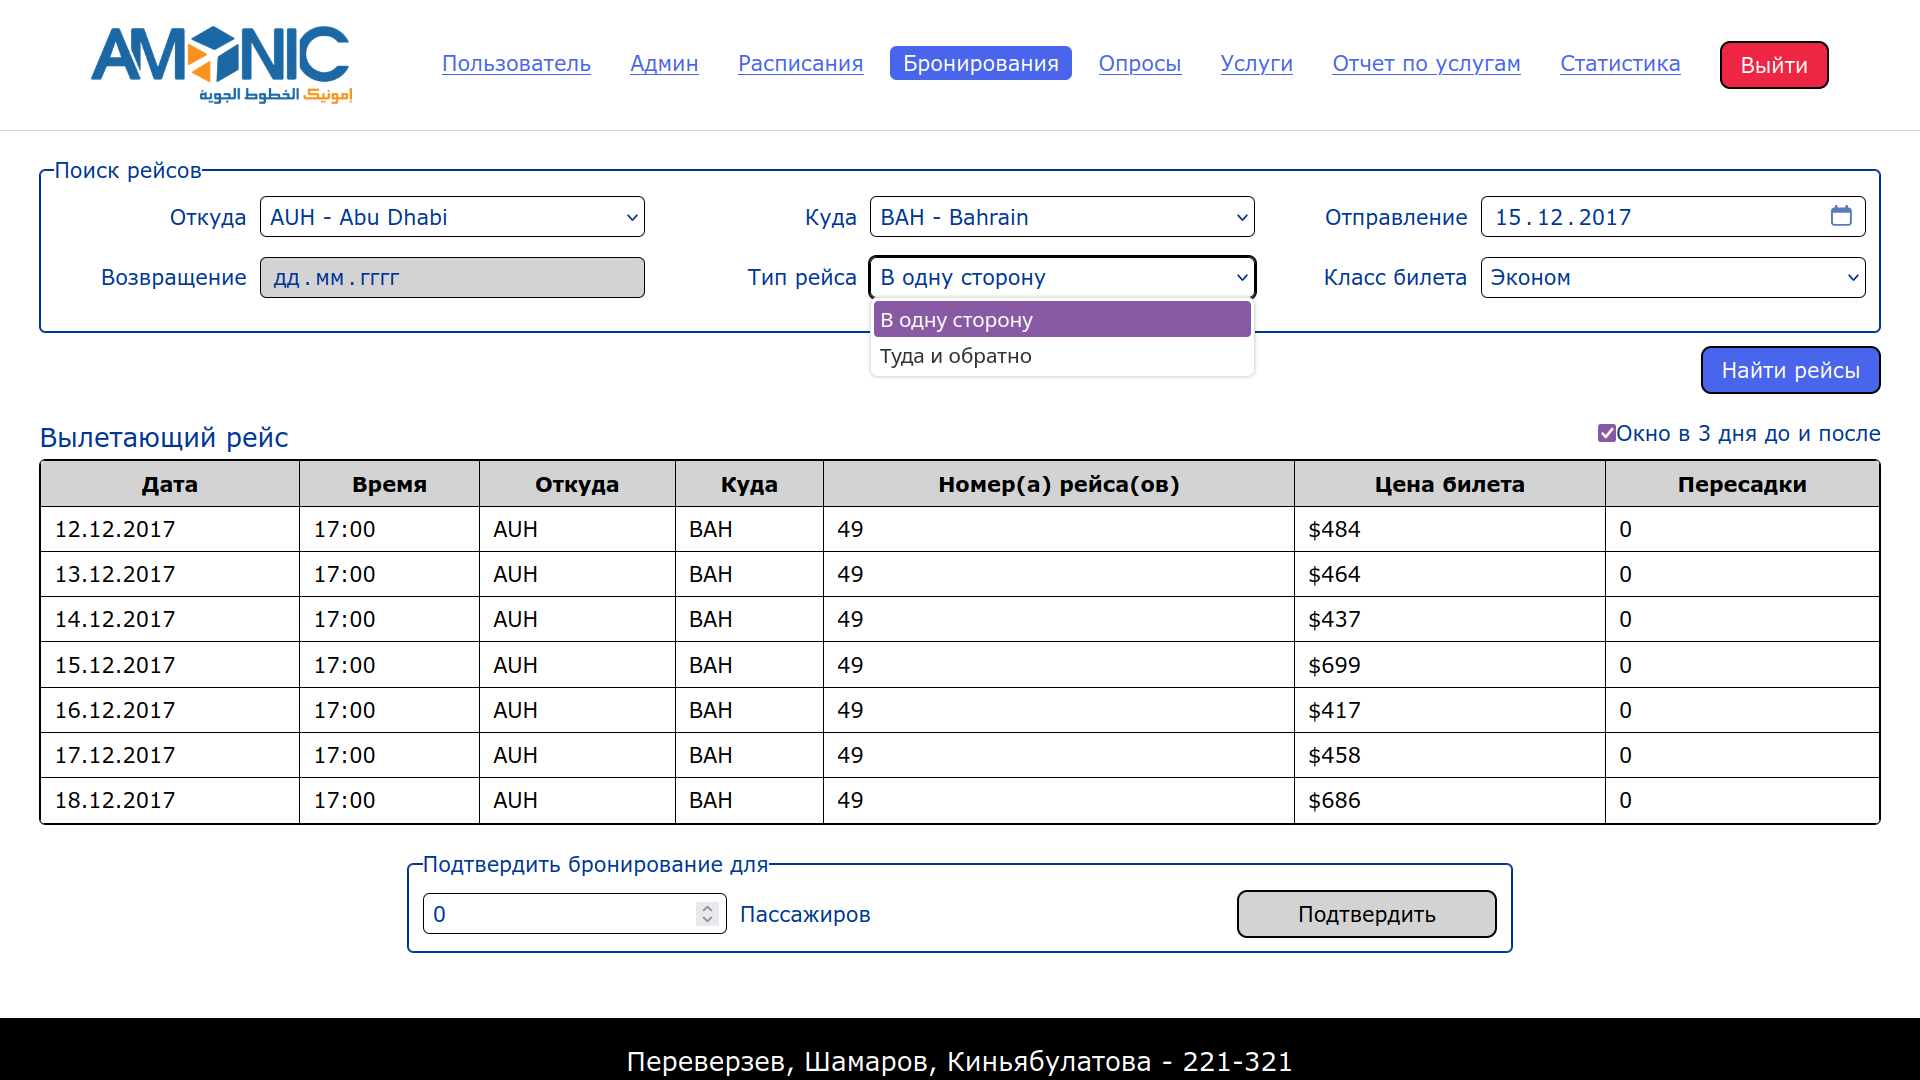 AMONIC
إمونيك الخطوط الجوية
Пользователь Админ Расписания Бронирования Опросы Услуги Отчет по услугам Статистика Выйти
Поиск рейсов
Откуда AUH - Abu Dhabi Куда BAH - Bahrain Отправление 15.12.2017
Возвращение дд.мм.гггг Тип рейса В одну сторону Класс билета Эконом
В одну сторону
Туда и обратно
Найти рейсы
Вылетающий рейс Окно в 3 дня до и после
Дата Время Откуда Куда Номер(а) рейса(ов) Цена билета Пересадки
12.12.2017 17:00 AUH BAH 49 $484 0
13.12.2017 17:00 AUH BAH 49 $464 0
14.12.2017 17:00 AUH BAH 49 $437 0
15.12.2017 17:00 AUH BAH 49 $699 0
16.12.2017 17:00 AUH BAH 49 $417 0
17.12.2017 17:00 AUH BAH 49 $458 0
18.12.2017 17:00 AUH BAH 49 $686 0
Подтвердить бронирование для
0 Пассажиров Подтвердить
Переверзев, Шамаров, Киньябулатова - 221-321